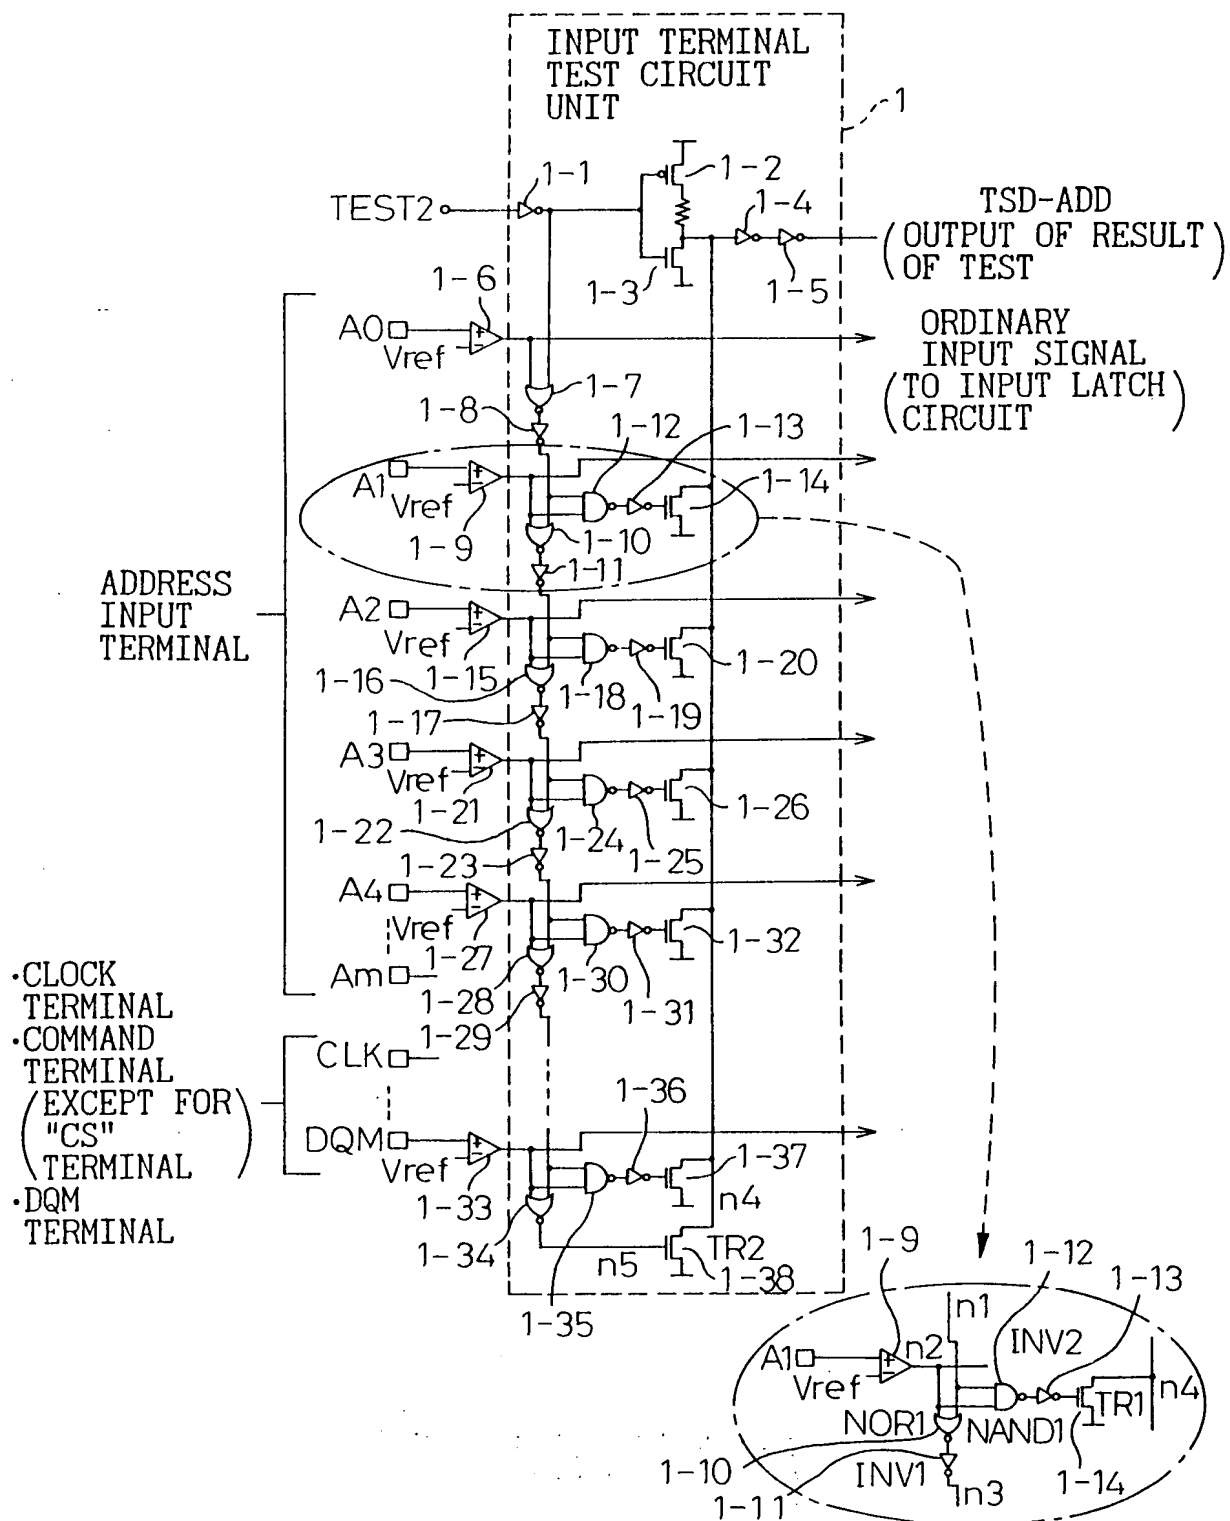 INPUT TERMINAL
TEST CIRCUIT
UNIT
1
1-1
1-2
TEST2
1-4
TSD-ADD
(OUTPUT OF RESULT
OF TEST)
1-3
1-5
1-6
A0
Vref
ORDINARY
INPUT SIGNAL
(TO INPUT LATCH
CIRCUIT)
1-7
1-8
1-12
1-13
A1
Vref
1-14
1-9
1-10
1-11
ADDRESS
INPUT
TERMINAL
A2
Vref
1-15
1-16
1-18
1-19
1-20
1-17
A3
Vref
1-21
1-22
1-24
1-25
1-26
1-23
A4
Vref
1-27
1-28
1-30
1-31
1-32
Am
1-29
·CLOCK
TERMINAL
·COMMAND
TERMINAL
(EXCEPT FOR
"CS"
TERMINAL)
·DQM
TERMINAL
CLK
1-36
DQM
Vref
1-33
1-37
n4
1-34
n5
TR2
1-38
1-35
1-9
1-12
1-13
n1
A1
n2
INV2
Vref
TR1
n4
NOR1
NAND1
1-10
INV1
1-14
1-11
n3